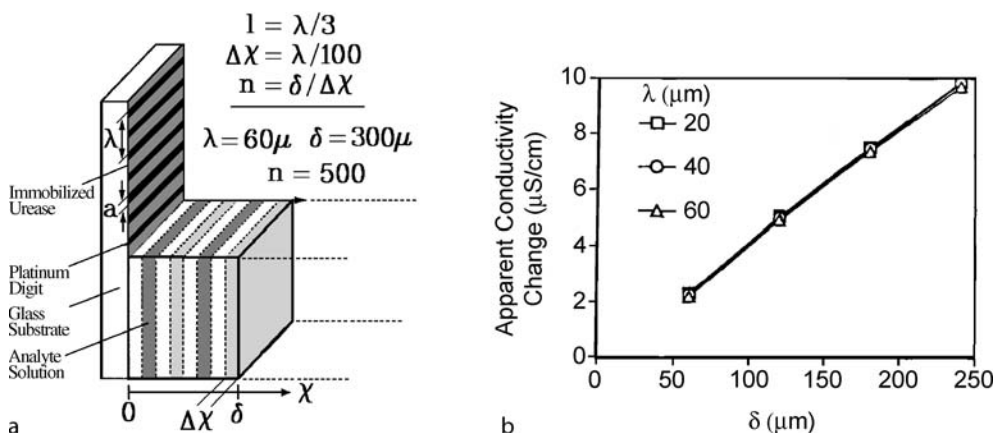 l = λ/3
Δχ = λ/100
n = δ/Δχ
λ = 60μ δ = 300μ
n = 500
λ
a
Immobilized
Urease
Platinum
Digit
Glass
Substrate
Analyte
Solution
0
Δχ
δ
χ
a
Apparent Conductivity
Change (μS/cm)
10
8
6
4
2
0
λ (μm)
20
40
60
0 50 100 150 200 250
δ (μm)
b